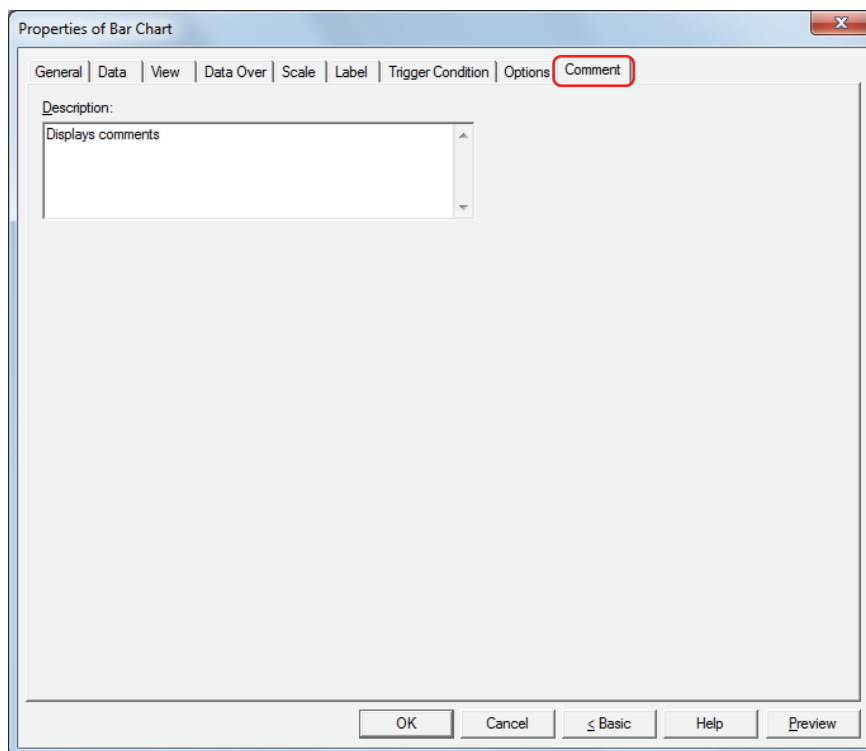 Properties of Bar Chart
X
General Data View Data Over Scale Label Trigger Condition Options Comment
Description:
Displays comments
OK Cancel < Basic Help Preview